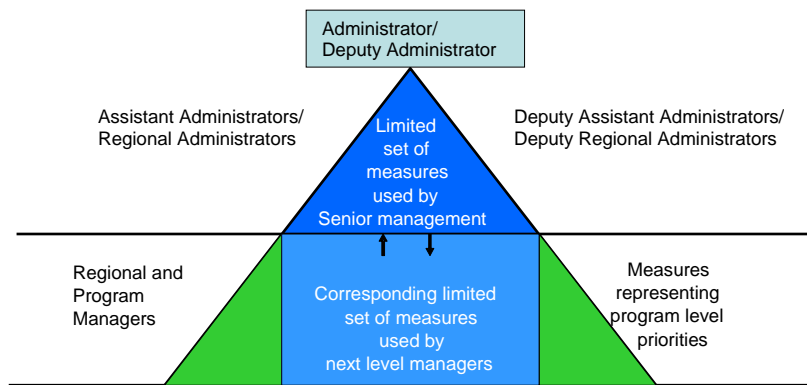 Administrator/
Deputy Administrator
Assistant Administrators/
Regional Administrators
Deputy Assistant Administrators/
Deputy Regional Administrators
Limited
set of
measures
used by
Senior management
Regional and
Program
Managers
Corresponding limited
set of measures
used by
next level managers
Measures
representing
program level
priorities